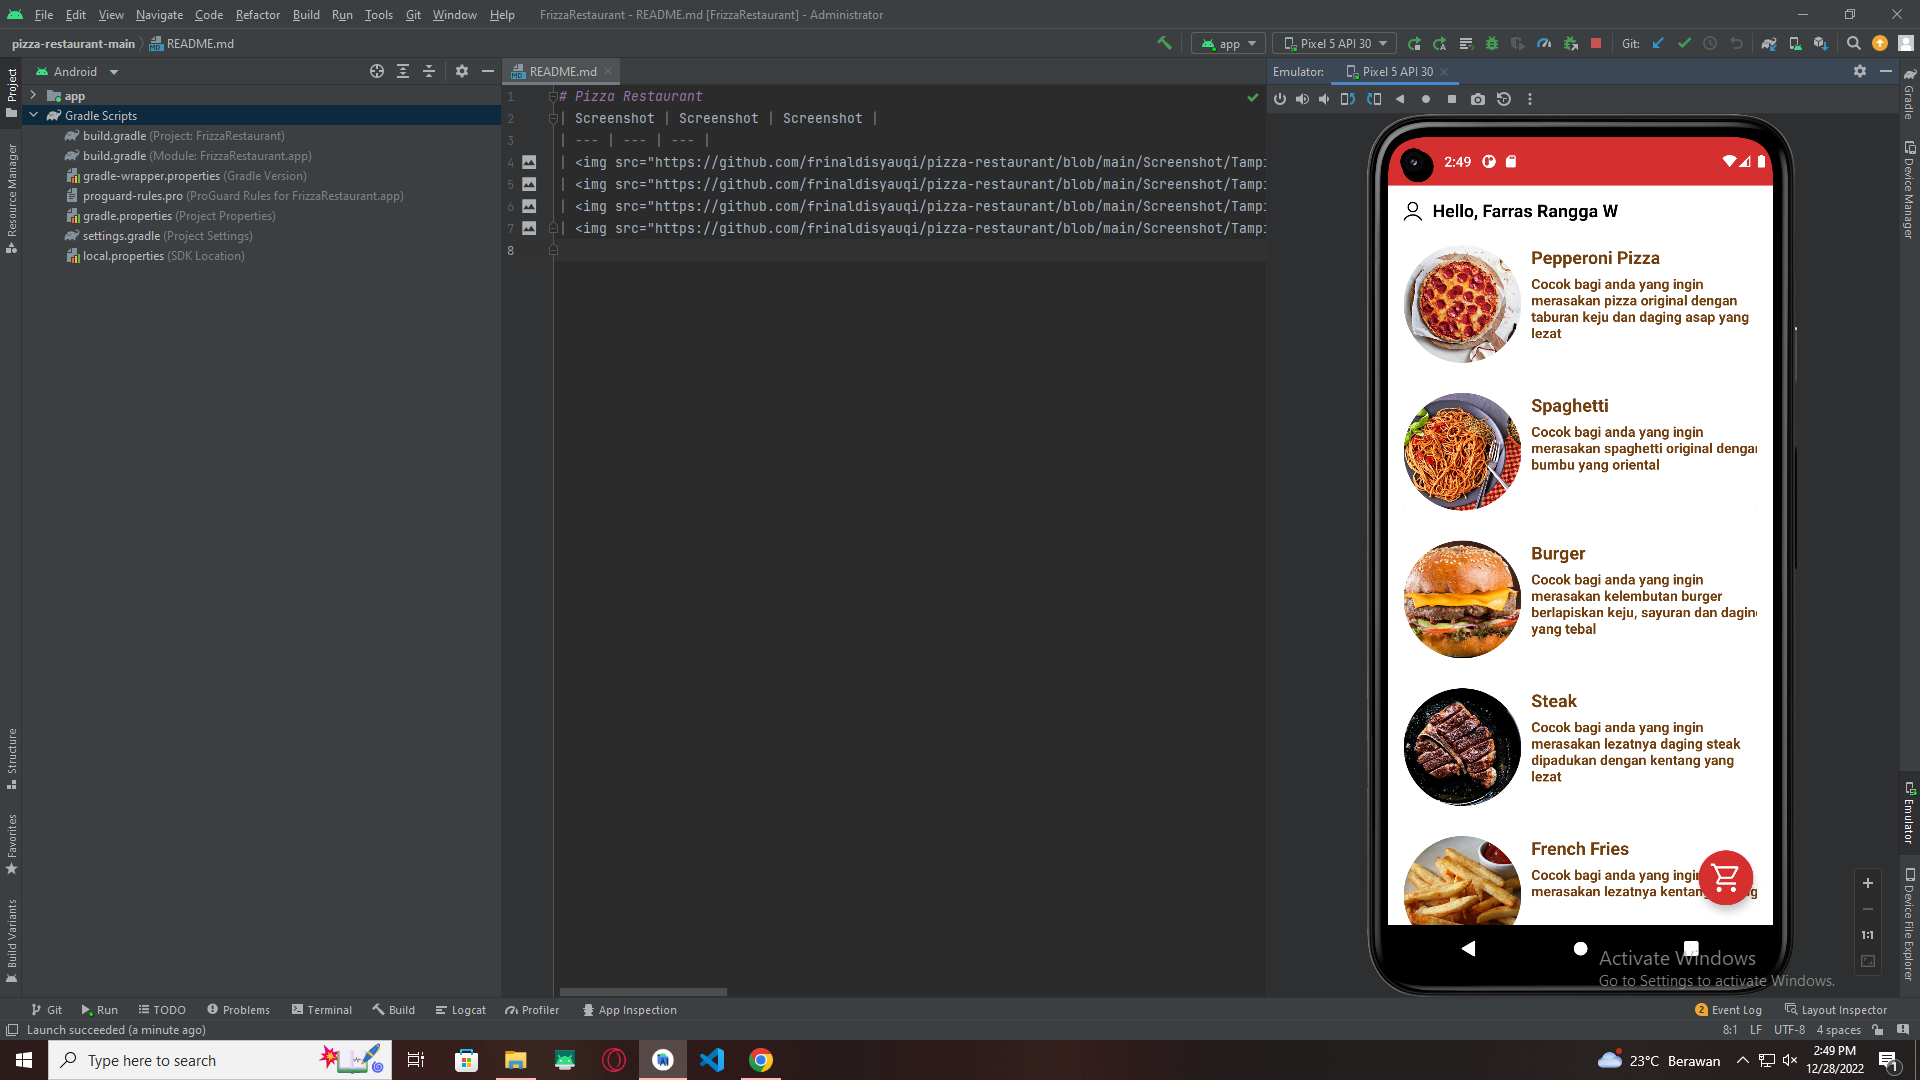 File Edit View Navigate Code Refactor Build Run Tools Git Window Help FrizzaRestaurant - README.md [FrizzaRestaurant] - Administrator
pizza-restaurant-main README.md app Pixel 5 API 30 Git:
Project Android README.md Emulator: Pixel 5 API 30 Gradle
app
Gradle Scripts
build.gradle (Project: FrizzaRestaurant)
build.gradle (Module: FrizzaRestaurant.app)
gradle-wrapper.properties (Gradle Version)
proguard-rules.pro (ProGuard Rules for FrizzaRestaurant.app)
gradle.properties (Project Properties)
settings.gradle (Project Settings)
local.properties (SDK Location)
Resource Manager
Structure
Favorites
Build Variants
1 # Pizza Restaurant
2 | Screenshot | Screenshot | Screenshot |
3 | --- | --- | --- |
4 | <img src="https://github.com/frinaldisyauqi/pizza-restaurant/blob/main/Screenshot/Tampi
5 | <img src="https://github.com/frinaldisyauqi/pizza-restaurant/blob/main/Screenshot/Tampi
6 | <img src="https://github.com/frinaldisyauqi/pizza-restaurant/blob/main/Screenshot/Tampi
7 | <img src="https://github.com/frinaldisyauqi/pizza-restaurant/blob/main/Screenshot/Tampi
8
2:49
Hello, Farras Rangga W
Pepperoni Pizza
Cocok bagi anda yang ingin
merasakan pizza original dengan
taburan keju dan daging asap yang
lezat
Spaghetti
Cocok bagi anda yang ingin
merasakan spaghetti original dengan
bumbu yang oriental
Burger
Cocok bagi anda yang ingin
merasakan kelembutan burger
berlapiskan keju, sayuran dan daging
yang tebal
Steak
Cocok bagi anda yang ingin
merasakan lezatnya daging steak
dipadukan dengan kentang yang
lezat
French Fries
Cocok bagi anda yang ingin
merasakan lezatnya kentang
Device Manager
Emulator
Device File Explorer
1:1
Activate Windows
Go to Settings to activate Windows.
Git Run TODO Problems Terminal Build Logcat Profiler App Inspection 2 Event Log Layout Inspector
Launch succeeded (a minute ago) 8:1 LF UTF-8 4 spaces
Type here to search 23°C Berawan 2:49 PM
12/28/2022 1